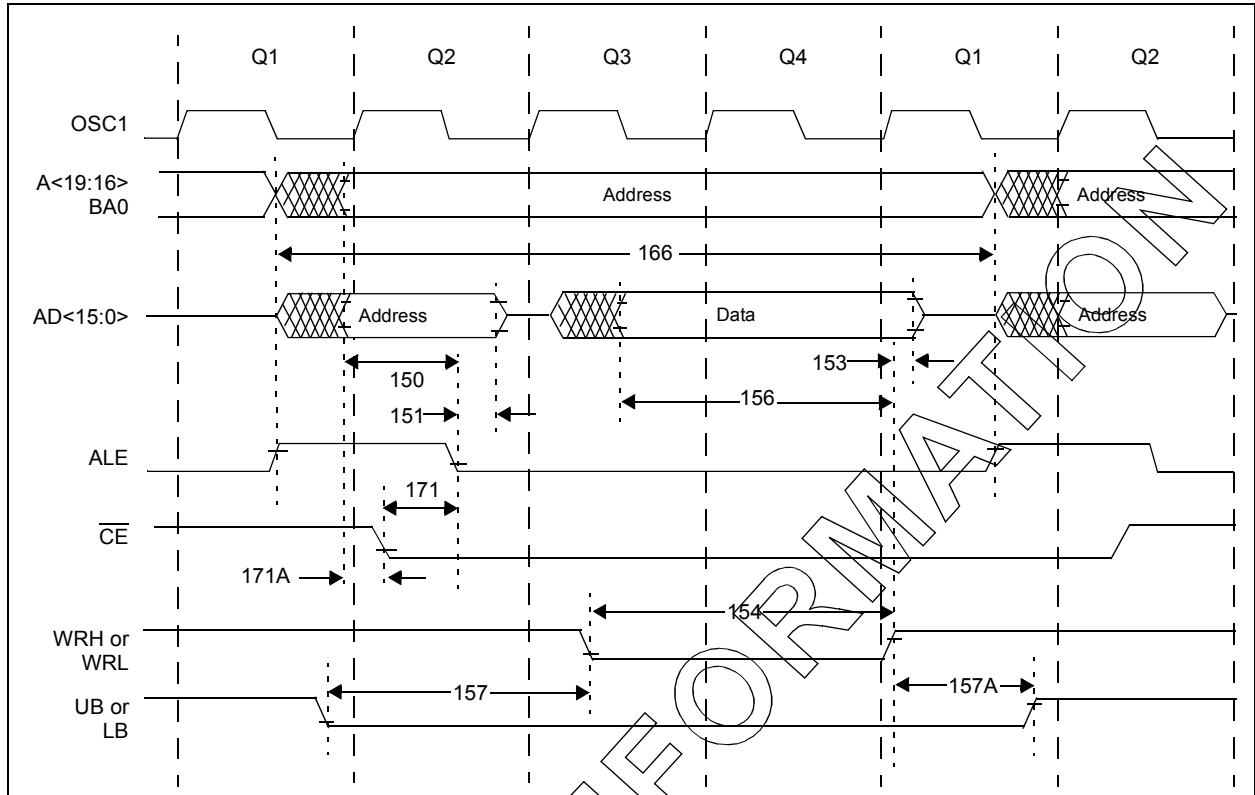 Q1 Q2 Q3 Q4 Q1 Q2
OSC1
A<19:16>
BA0
Address
Address
166
AD<15:0>
Address
Data
Address
150
153
151
156
ALE
171
CE
171A
154
WRH or
WRL
157
157A
UB or
LB
FORMATION